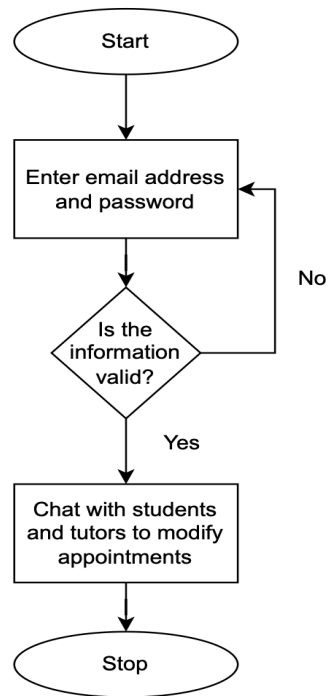 Start
Enter email address
and password
No
Is the
information
valid?
Yes
Chat with students
and tutors to modify
appointments
Stop